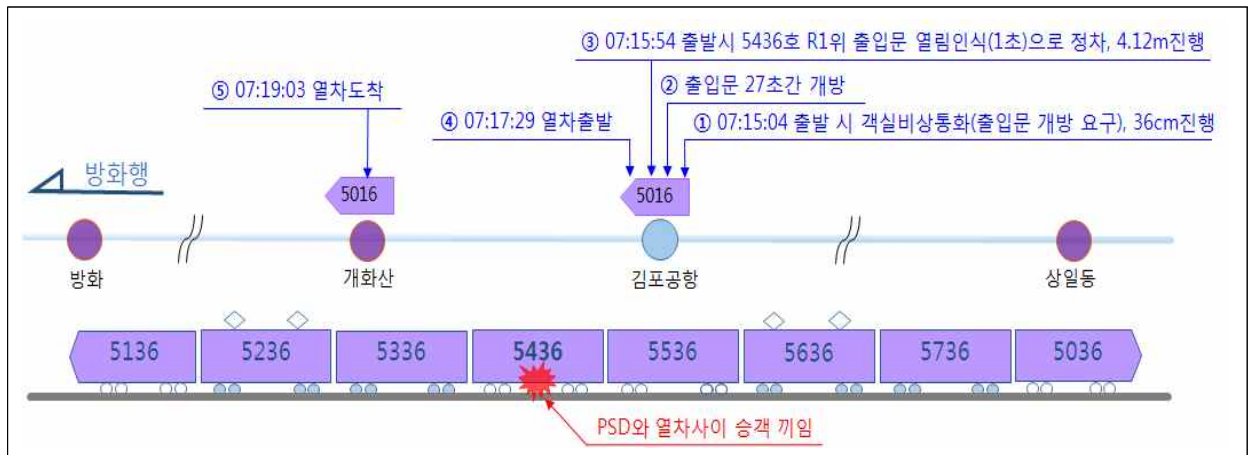 ③ 07:15:54 출발시 5436호 R1위 출입문 열림인식(1초)으로 정차, 4.12m진행
⑤ 07:19:03 열차도착
② 출입문 27초간 개방
④ 07:17:29 열차출발
① 07:15:04 출발 시 객실비상통화(출입문 개방 요구), 36cm진행
방화행
5016
5016
방화
개화산
김포공항
상일동
5136
5236
5336
5436
5536
5636
5736
5036
PSD와 열차사이 승객 끼임